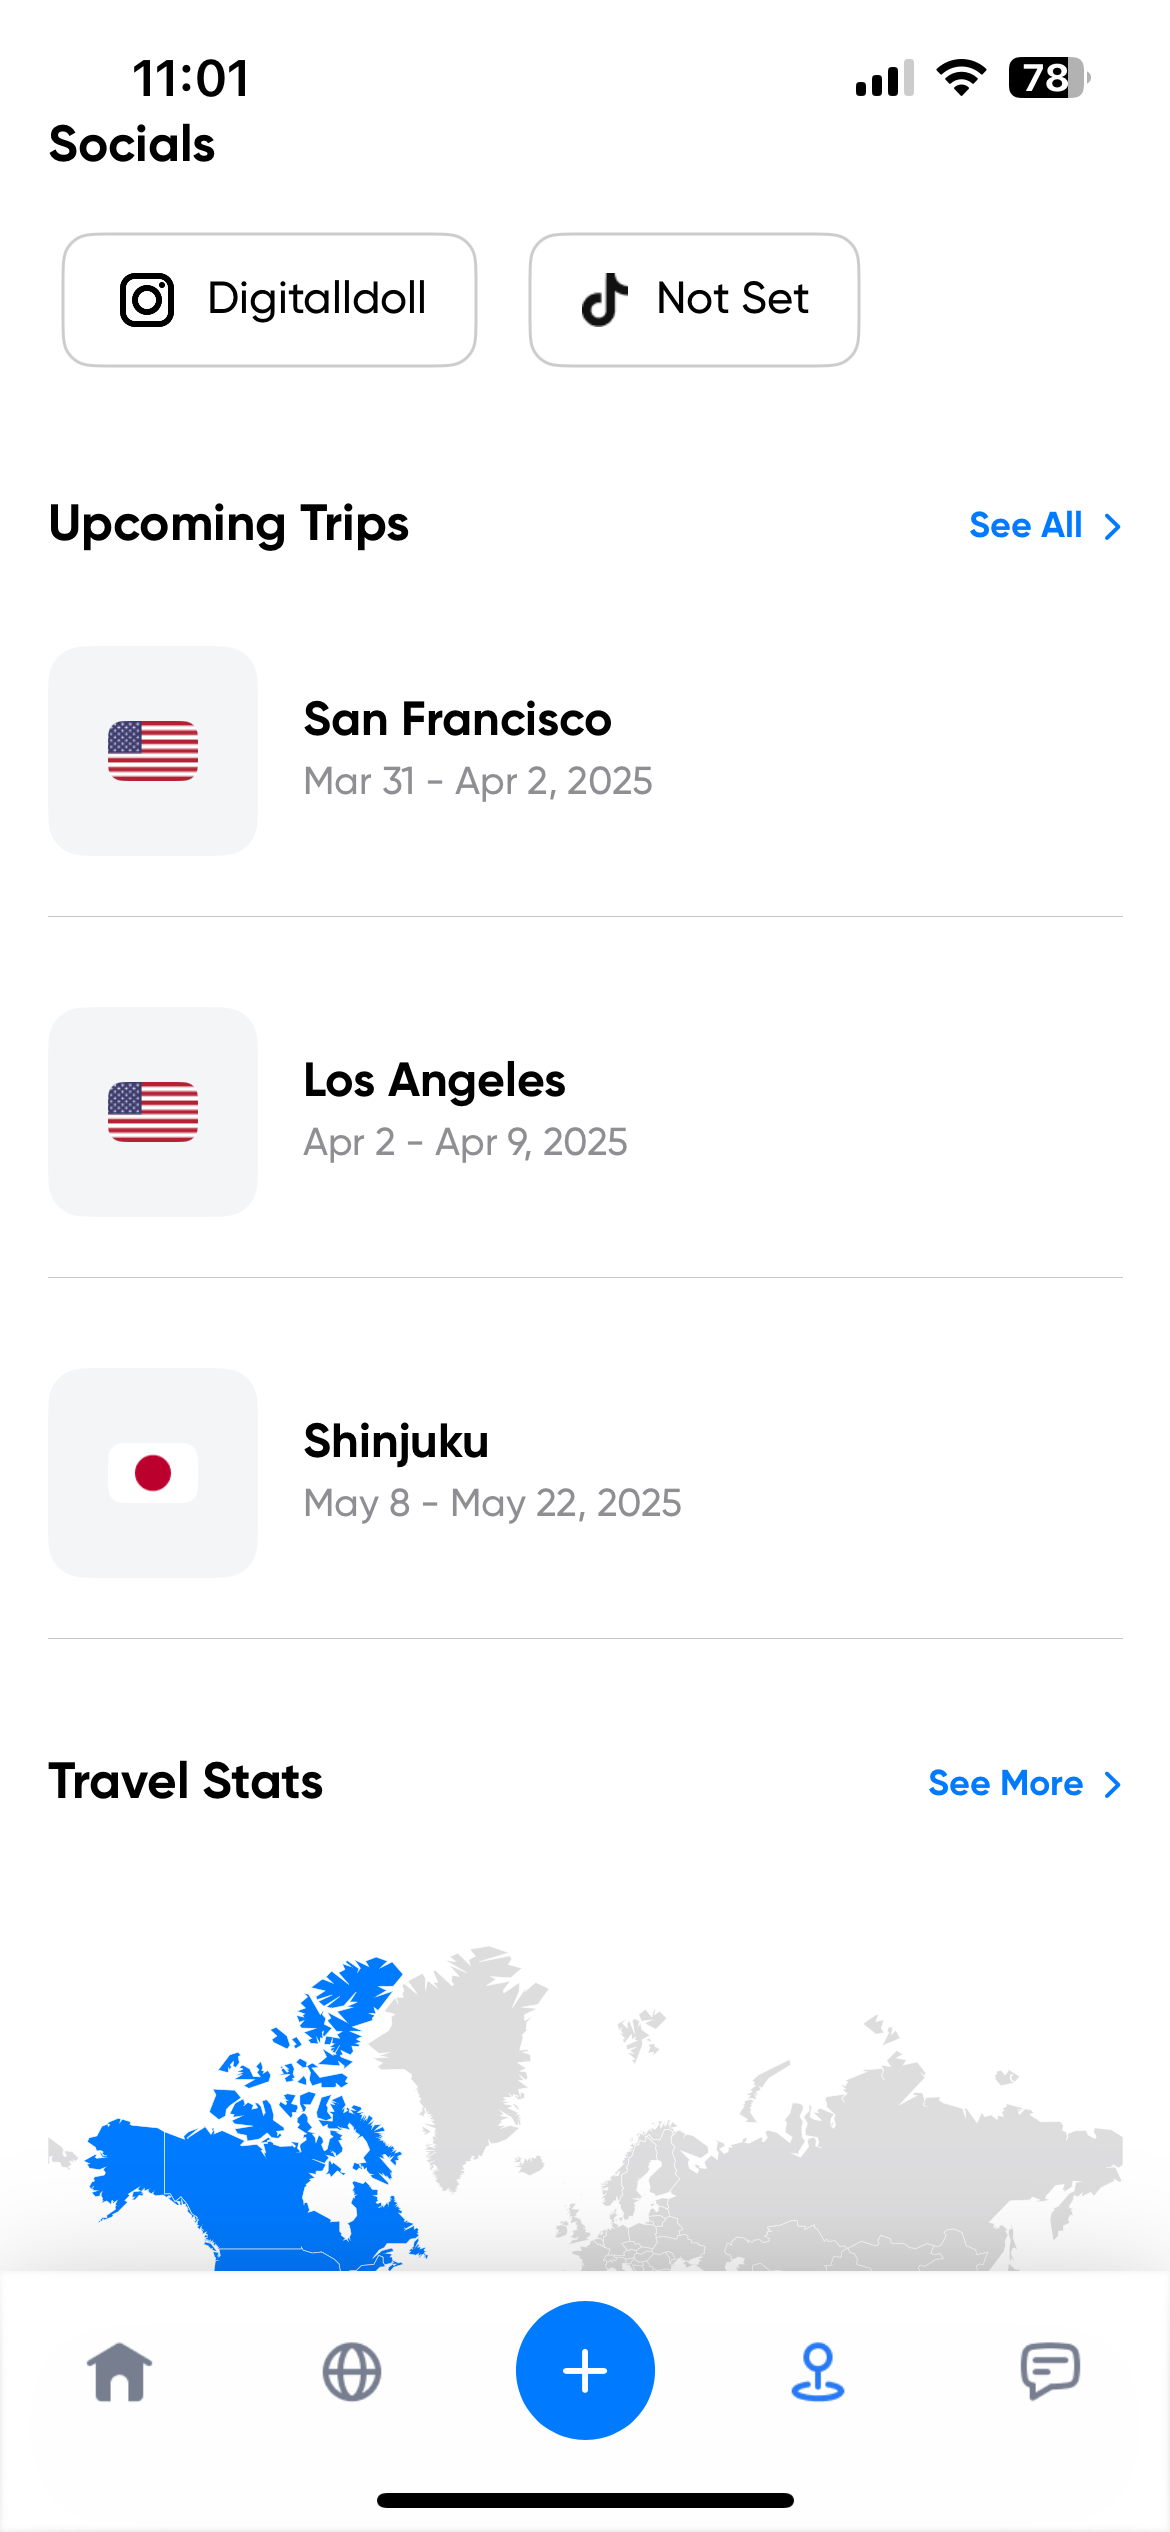 11:01
78
Socials
Digitalldoll
Not Set
Upcoming Trips
See All
San Francisco
Mar 31 - Apr 2, 2025
Los Angeles
Apr 2 - Apr 9, 2025
Shinjuku
May 8 - May 22, 2025
Travel Stats
See More